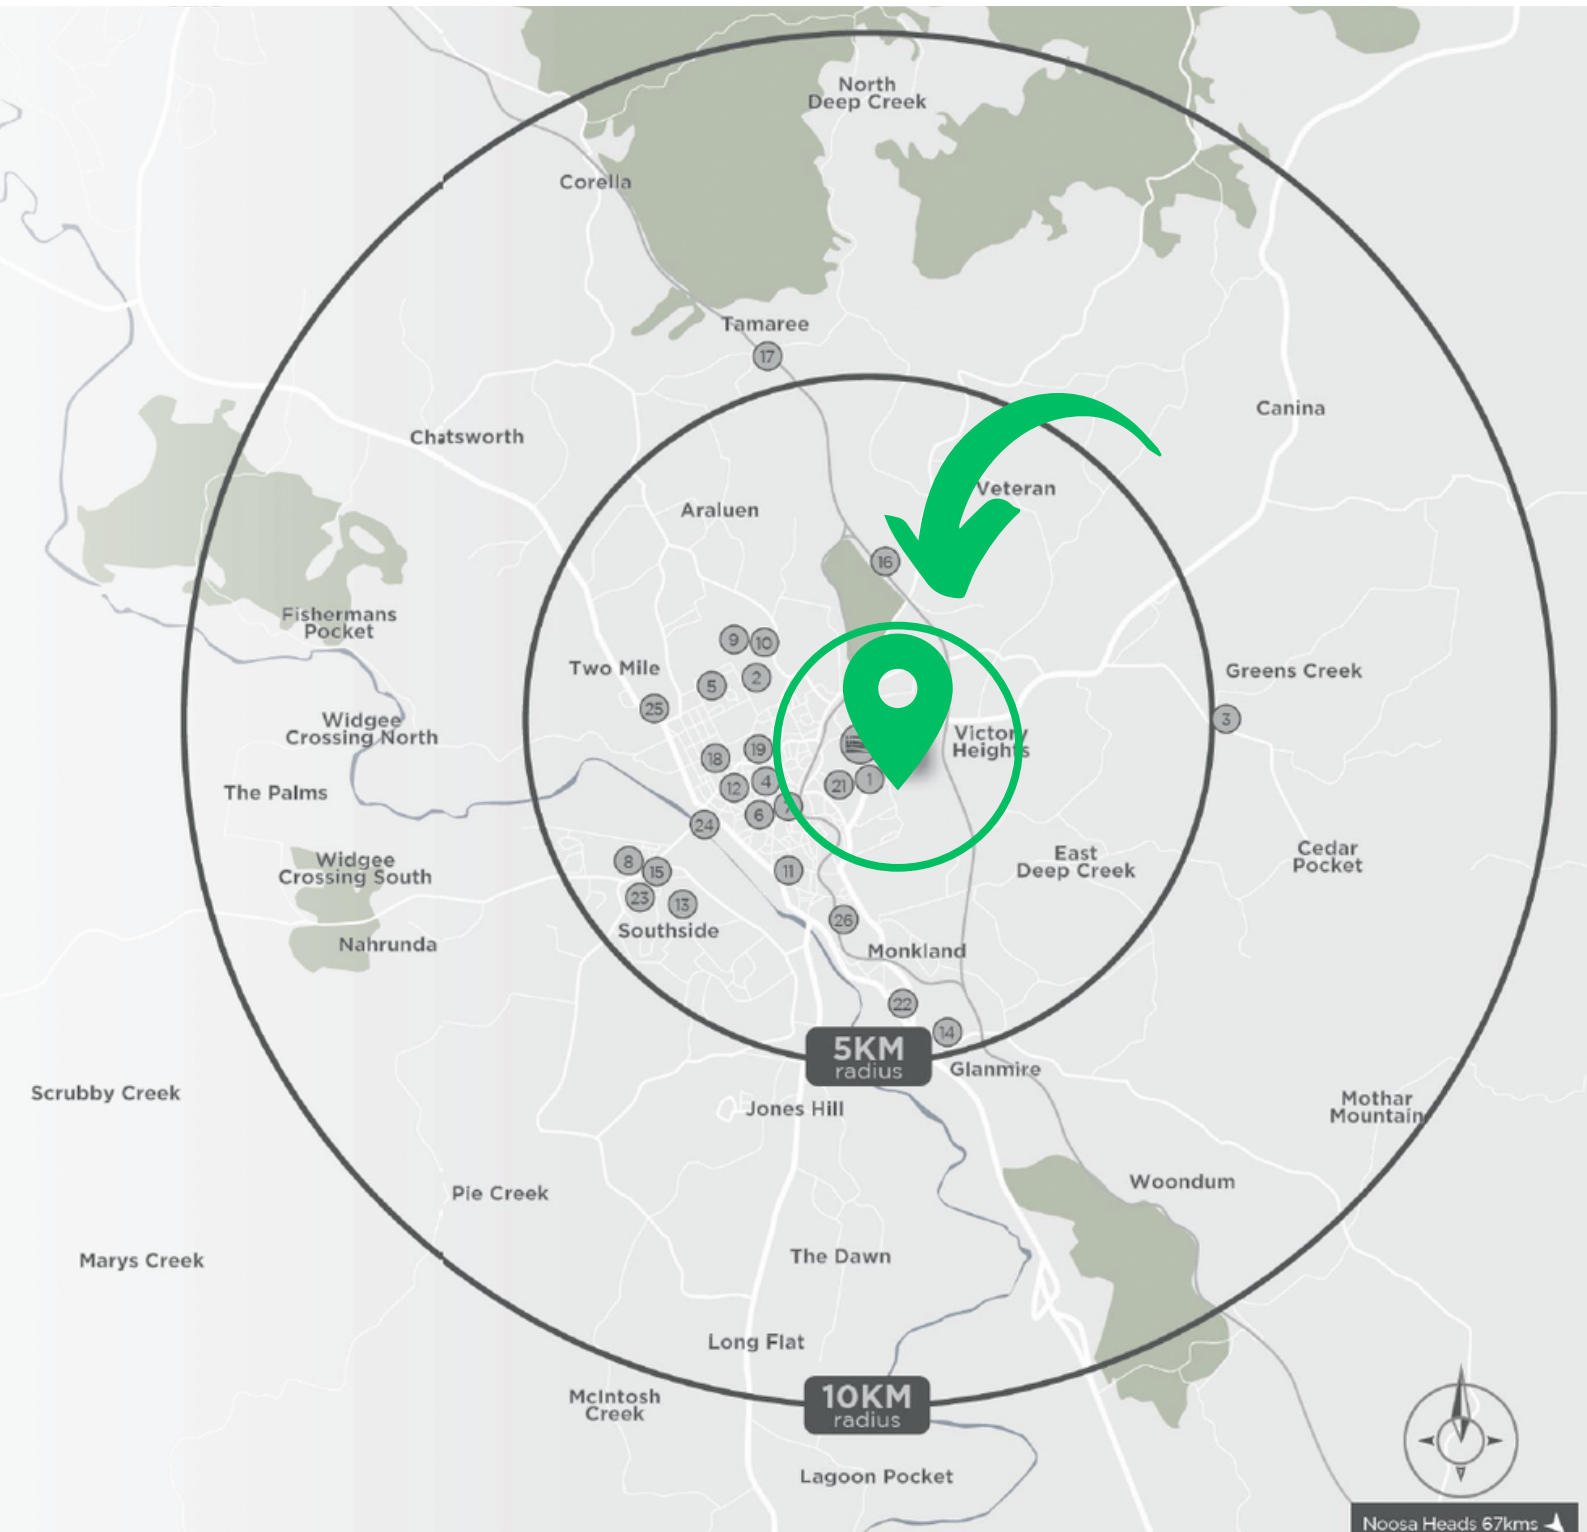 North
Deep Creek
Corella
Tamaree
17
Canina
Chatsworth
Veteran
Araluen
16
Fishermans
Pocket
9
10
Two Mile
5
2
Greens Creek
25
3
Widgee
Crossing North
Victory
Heights
19
18
The Palms
12
4
21
1
6
7
24
Widgee
Crossing South
8
15
11
East
Deep Creek
Cedar
Pocket
23
13
26
Southside
Nahrunda
Monkland
22
14
5KM
radius
Glanmire
Scrubby Creek
Jones Hill
Mothar
Mountain
Pie Creek
Woondum
Marys Creek
The Dawn
Long Flat
McIntosh
Creek
10KM
radius
Lagoon Pocket
Noosa Heads 67kms